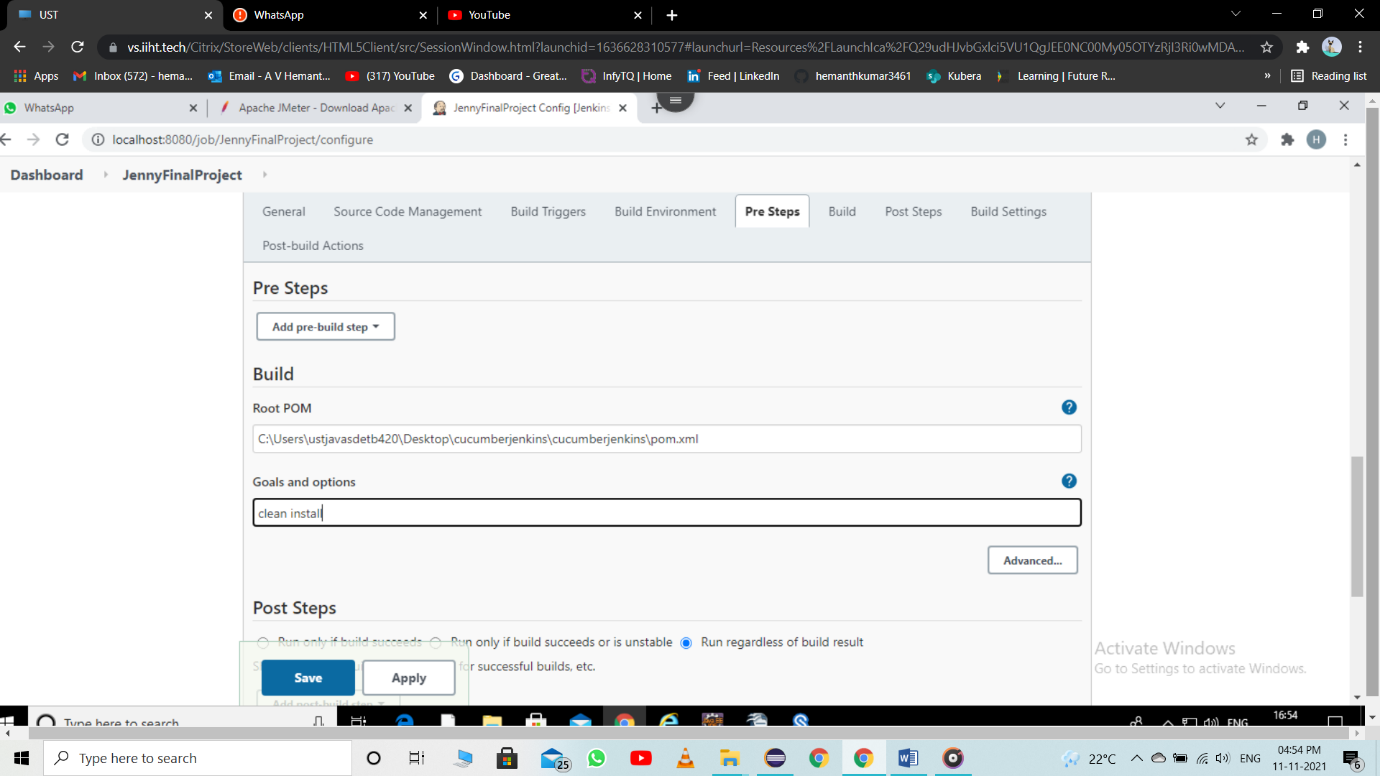 UST
WhatsApp
YouTube
vs.iiht.tech/Citrix/StoreWeb/clients/HTML5Client/src/SessionWindow.html?launchid=1636628310577#launchurl=Resources%2FLaunchIca%2FQ29udHJvbGxlci5VU1QgJEE0NC00My05OTYzRjI3Ri0wMDA...
Apps
Inbox (572) - hema...
Email - A V Hemant...
(317) YouTube
Dashboard - Great...
InfyTQ | Home
Feed | LinkedIn
hemanthkumar3461
Kubera
Learning | Future R...
»
Reading list
WhatsApp
Apache JMeter - Download Apac
JennyFinalProject Config [Jenkins
localhost:8080/job/JennyFinalProject/configure
H
Dashboard
JennyFinalProject
General
Source Code Management
Build Triggers
Build Environment
Pre Steps
Build
Post Steps
Build Settings
Post-build Actions
Pre Steps
Add pre-build step
Build
Root POM
C:\Users\ustjavasdetb420\Desktop\cucumberjenkins\cucumberjenkins\pom.xml
Goals and options
clean install
Advanced...
Post Steps
Run only if build succeeds
Run only if build succeeds or is unstable
Run regardless of build result
for successful builds, etc.
Save
Apply
Add post-build step
Activate Windows
Go to Settings to activate Windows.
Type here to search
ENG
16:54
Type here to search
25
22°C
ENG
04:54 PM
11-11-2021
6